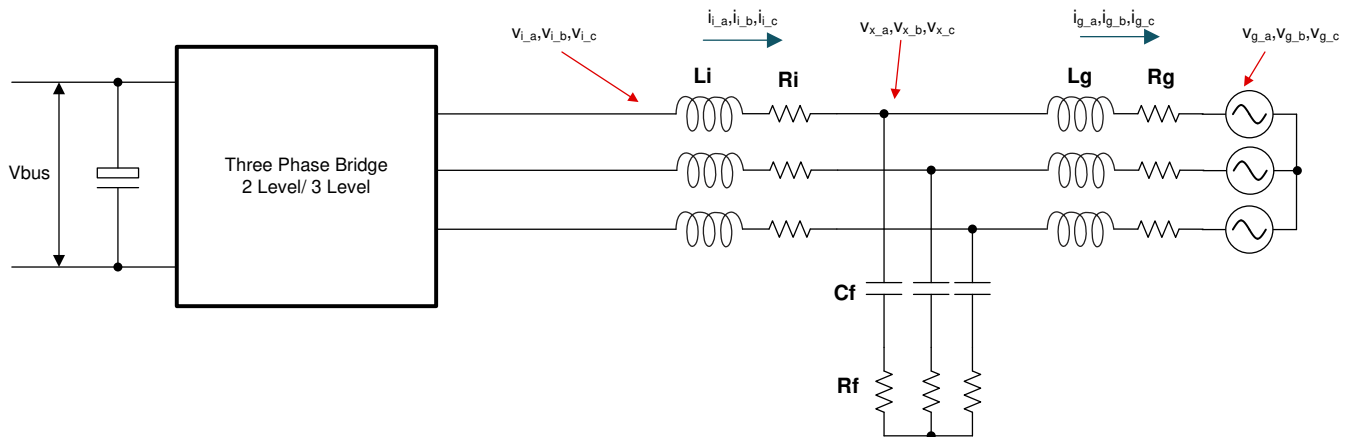 i_i_a,i_i_b,i_i_c
i_g_a,i_g_b,i_g_c
v_i_a,v_i_b,v_i_c
v_x_a,v_x_b,v_x_c
v_g_a,v_g_b,v_g_c
Li
Ri
Lg
Rg
Vbus
Three Phase Bridge
2 Level/ 3 Level
Cf
Rf